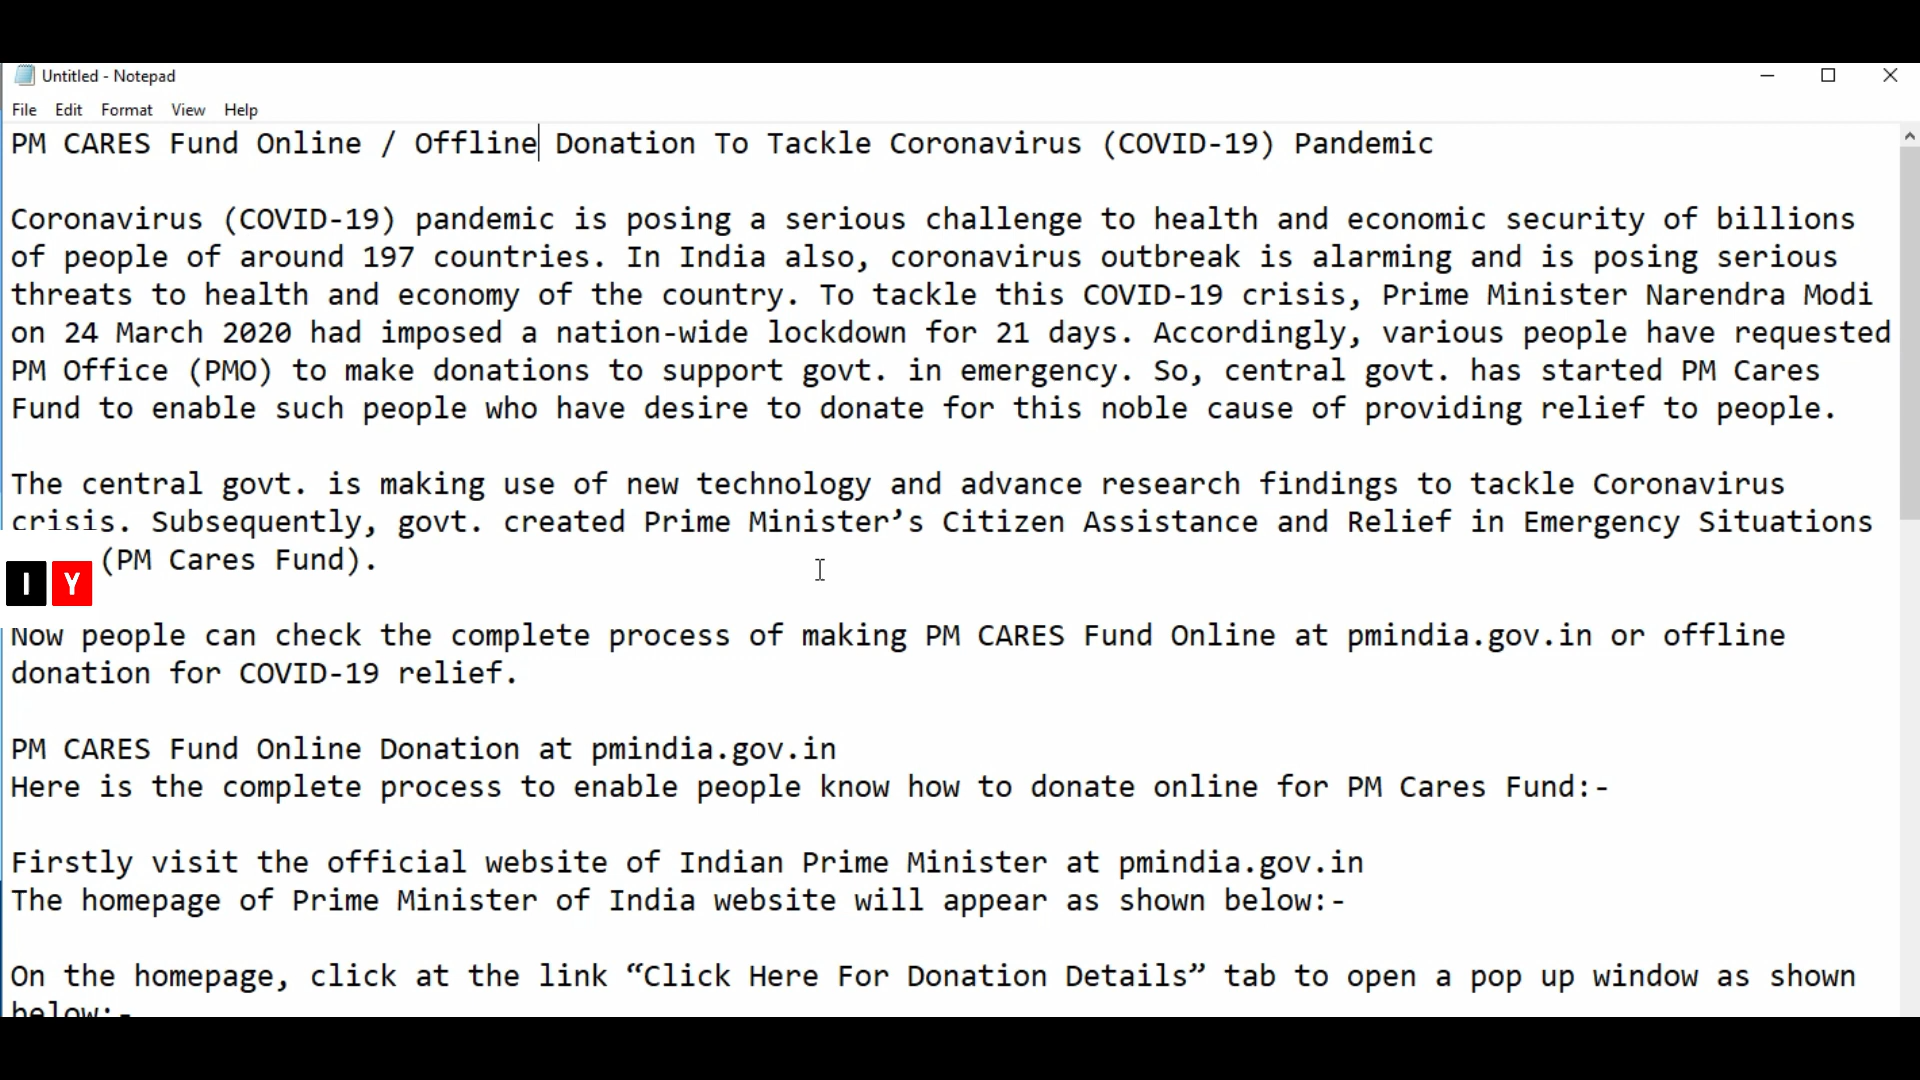 Untitled - Notepad
File Edit Format View Help
PM CARES Fund Online / Offline Donation To Tackle Coronavirus (COVID-19) Pandemic
Coronavirus (COVID-19) pandemic is posing a serious challenge to health and economic security of billions
of people of around 197 countries. In India also, coronavirus outbreak is alarming and is posing serious
threats to health and economy of the country. To tackle this COVID-19 crisis, Prime Minister Narendra Modi
on 24 March 2020 had imposed a nation-wide lockdown for 21 days. Accordingly, various people have requested
PM Office (PMO) to make donations to support govt. in emergency. So, central govt. has started PM Cares
Fund to enable such people who have desire to donate for this noble cause of providing relief to people.
The central govt. is making use of new technology and advance research findings to tackle Coronavirus
crisis. Subsequently, govt. created Prime Minister’s Citizen Assistance and Relief in Emergency Situations
(PM Cares Fund).
I Y
Now people can check the complete process of making PM CARES Fund Online at pmindia.gov.in or offline
donation for COVID-19 relief.
PM CARES Fund Online Donation at pmindia.gov.in
Here is the complete process to enable people know how to donate online for PM Cares Fund:-
Firstly visit the official website of Indian Prime Minister at pmindia.gov.in
The homepage of Prime Minister of India website will appear as shown below:-
On the homepage, click at the link “Click Here For Donation Details” tab to open a pop up window as shown
below:-